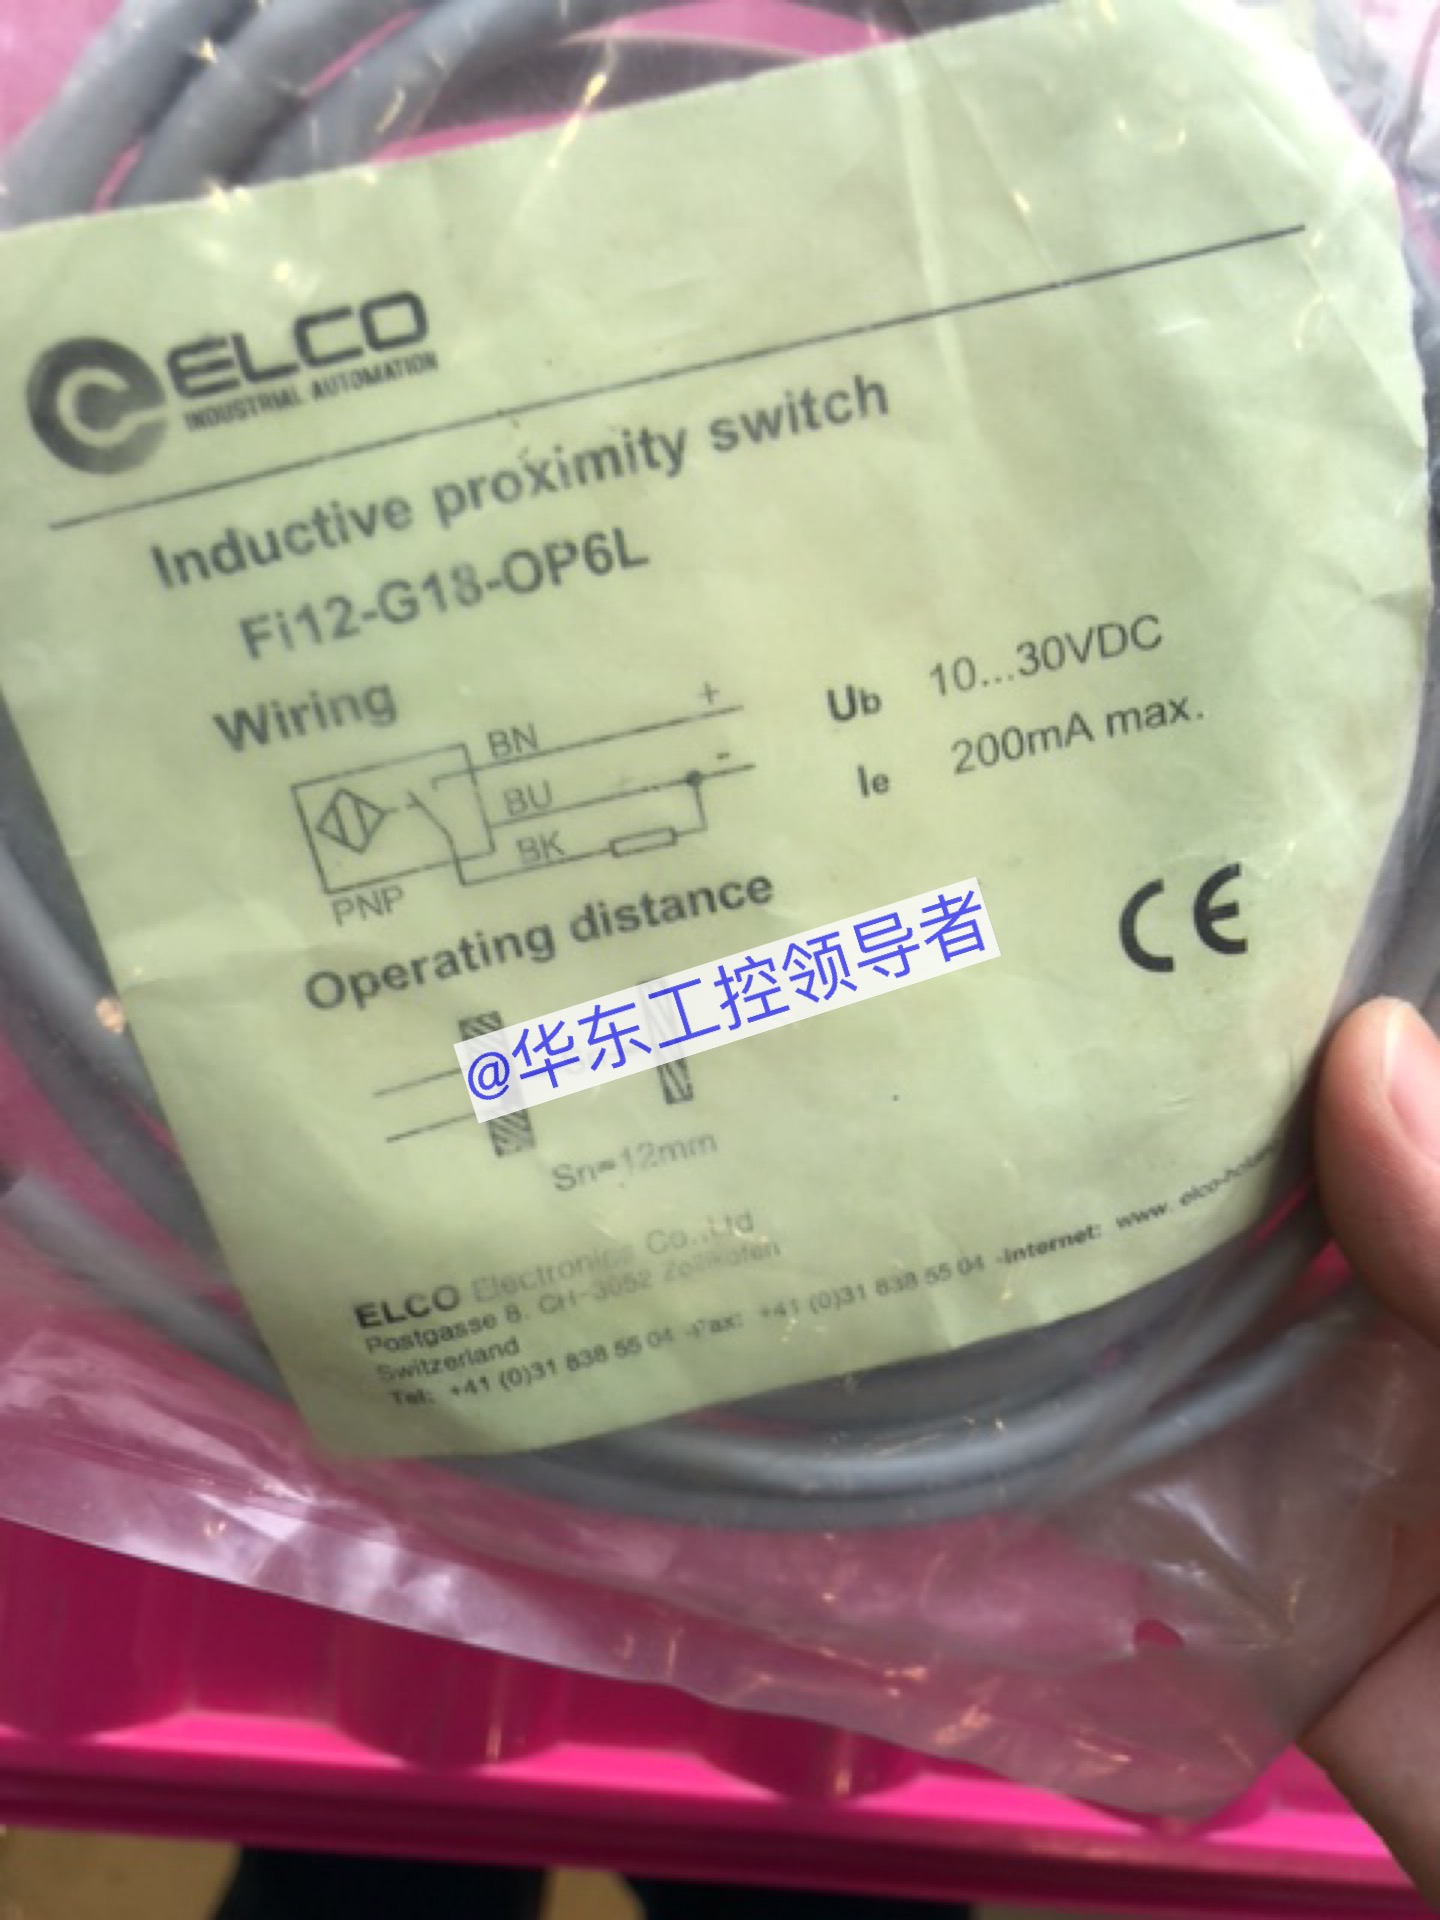 ELCO
INDUSTRIAL AUTOMATION
Inductive proximity switch
Fi12-G18-OP6L
Wiring
BN
+
BU
-
BK
PNP
Ub 10...30VDC
Ie 200mA max.
Operating distance
CE
@华东工控领导者
Sn=12mm
ELCO Electronics Co.,Ltd
Postgasse 8. CH-3052 Zollikofen
Switzerland
Tel: +41 (0)31 838 55 04 -Fax: +41 (0)31 838 55 04 -Internet: www.